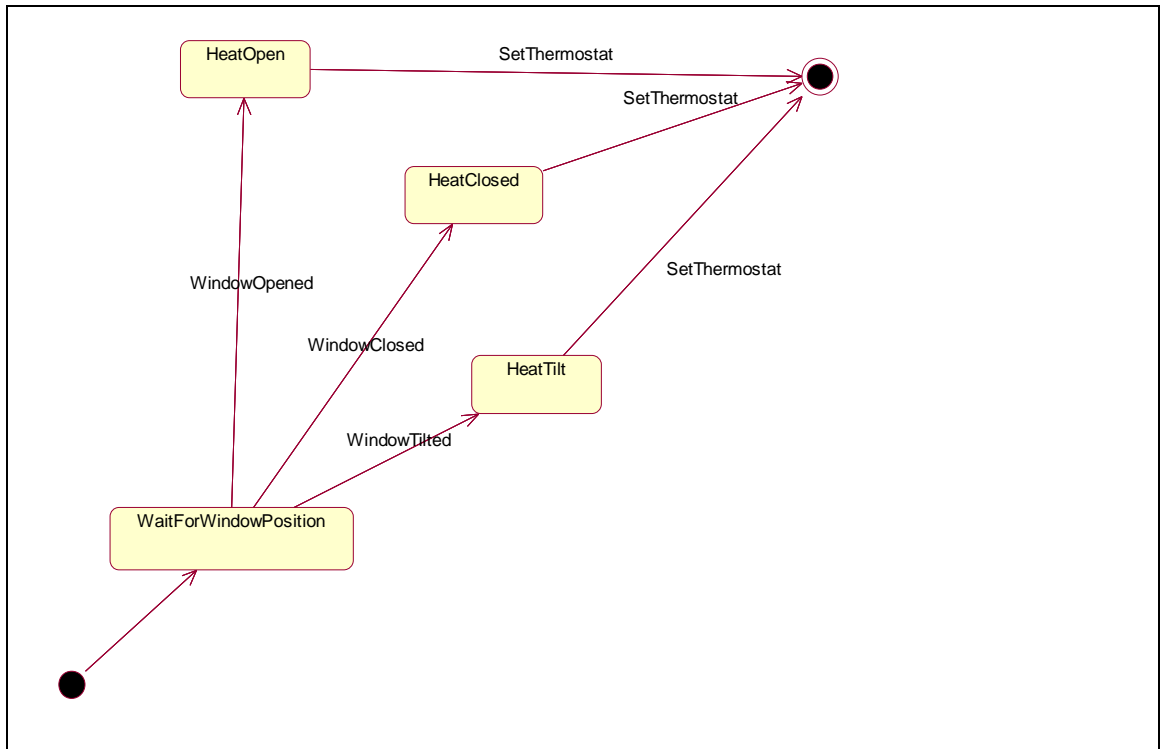 HeatOpen
SetThermostat
SetThermostat
HeatClosed
SetThermostat
WindowOpened
WindowClosed
HeatTilt
WindowTilted
WaitForWindowPosition